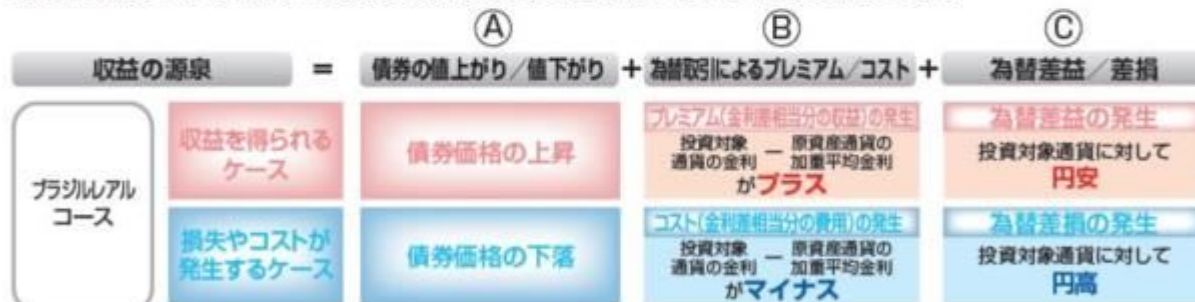 Ⓐ Ⓑ Ⓒ
収益の源泉 = 債券の値上がり/値下がり + 為替取引によるプレミアム/コスト + 為替差益/差損
ブラジルレアル
コース
収益を得られる
ケース
債券価格の上昇
プレミアム(金利差相当分の収益)の発生
投資対象 ー 原資産通貨の
通貨の金利 加重平均金利
がプラス
為替差益の発生
投資対象通貨に対して
円安
損失やコストが
発生するケース
債券価格の下落
コスト(金利差相当分の費用)の発生
投資対象 ー 原資産通貨の
通貨の金利 加重平均金利
がマイナス
為替差損の発生
投資対象通貨に対して
円高